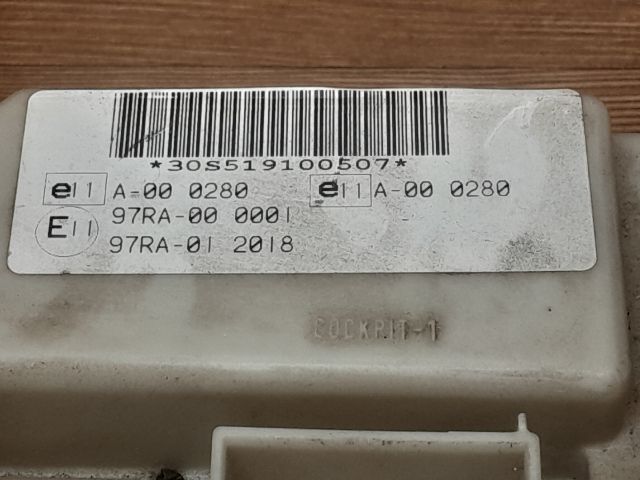 *30S519100507*
e11 A-00 0280 e11 A-00 0280
E11 97RA-00 0001
97RA-01 2018
COCKPIT-1